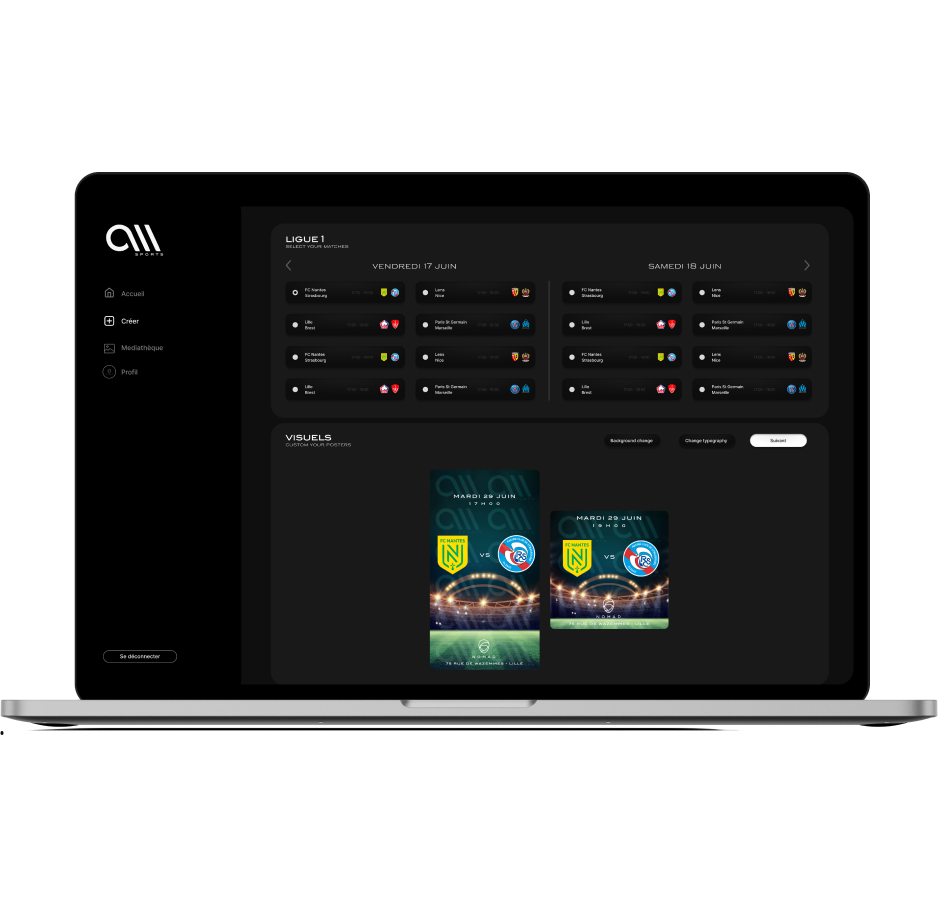 SPORTS
Accueil
Créer
Mediathèque
Profil
Se déconnecter
LIGUE 1
SELECT YOUR MATCHES
VENDREDI 17 JUIN
SAMEDI 18 JUIN
FC Nantes
Strasbourg
Lens
Nice
FC Nantes
Strasbourg
Lens
Nice
Lille
Brest
Paris St Germain
Marseille
Lille
Brest
Paris St Germain
Marseille
FC Nantes
Strasbourg
Lens
Nice
FC Nantes
Strasbourg
Lens
Nice
Lille
Brest
Paris St Germain
Marseille
Lille
Brest
Paris St Germain
Marseille
VISUELS
CUSTOM YOUR POSTERS
Background change
Change typography
Suivant
MARDI 29 JUIN
17H00
FC NANTES
VS
NOMAD
75 RUE DE WAZEMMES - LILLE
MARDI 29 JUIN
19H00
FC NANTES
VS
NOMAD
75 RUE DE WAZEMMES - LILLE